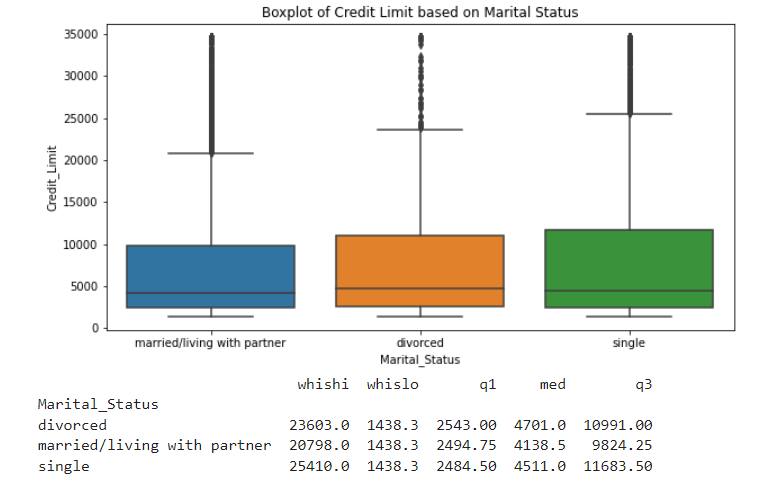 Boxplot of Credit Limit based on Marital Status
35000
30000
25000
20000
15000
10000
5000
0
Credit_Limit
married/living with partner divorced single
Marital_Status
whishi whislo q1 med q3
Marital_Status
divorced 23603.0 1438.3 2543.00 4701.0 10991.00
married/living with partner 20798.0 1438.3 2494.75 4138.5 9824.25
single 25410.0 1438.3 2484.50 4511.0 11683.50